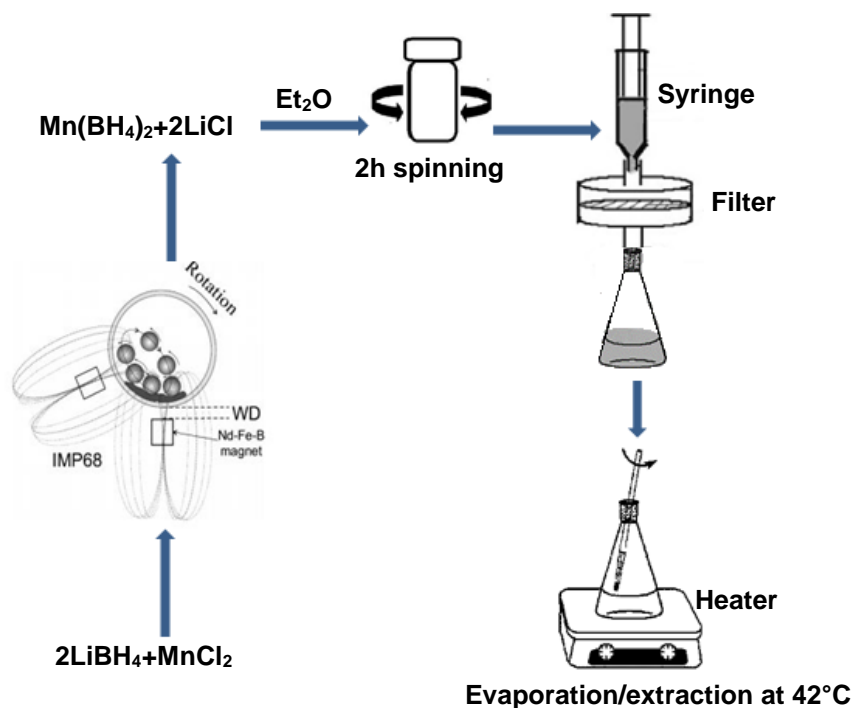 Et₂O
Syringe
Mn(BH₄)₂+2LiCl
2h spinning
Filter
Rotation
WD
Nd-Fe-B
magnet
IMP68
Heater
2LiBH₄+MnCl₂
Evaporation/extraction at 42°C